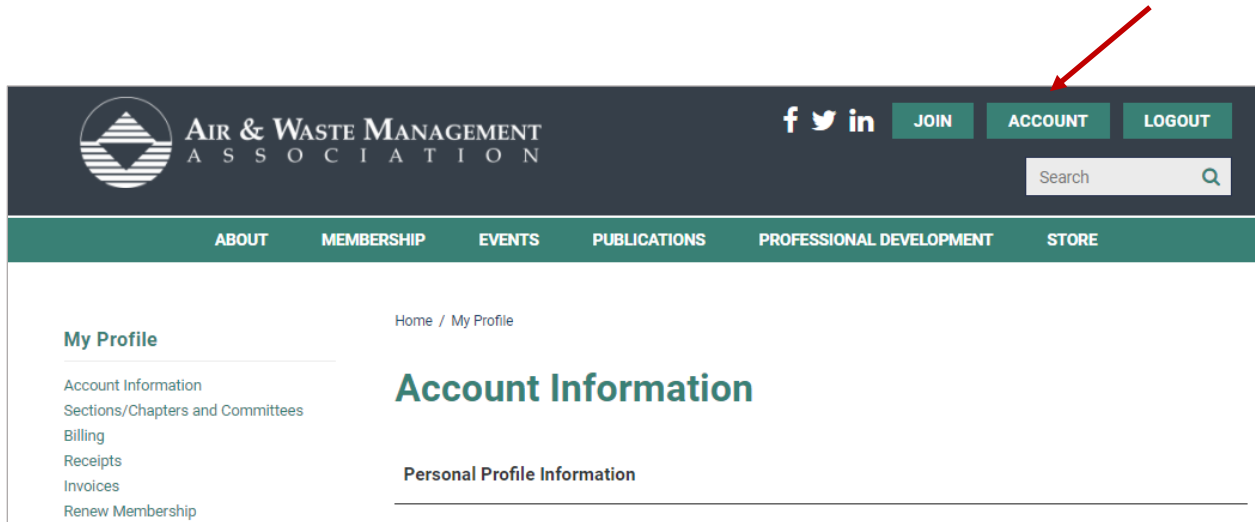 AIR & WASTE MANAGEMENT
ASSOCIATION
f in JOIN ACCOUNT LOGOUT
Search
ABOUT MEMBERSHIP EVENTS PUBLICATIONS PROFESSIONAL DEVELOPMENT STORE
My Profile
Account Information
Sections/Chapters and Committees
Billing
Receipts
Invoices
Renew Membership
Home / My Profile
Account Information
Personal Profile Information